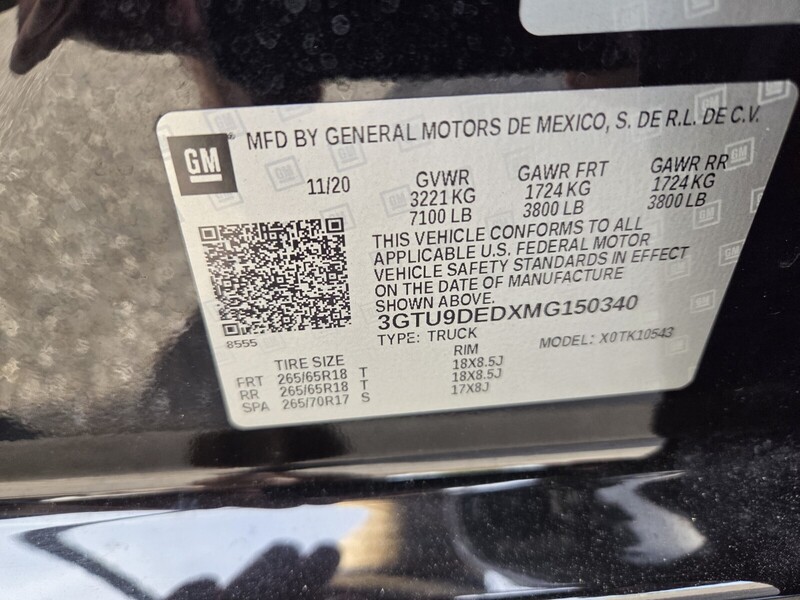 GM
MFD BY GENERAL MOTORS DE MEXICO, S. DE R.L. DE C.V.
11/20
GVWR
3221 KG
7100 LB
GAWR FRT
1724 KG
3800 LB
GAWR RR
1724 KG
3800 LB
THIS VEHICLE CONFORMS TO ALL
APPLICABLE U.S. FEDERAL MOTOR
VEHICLE SAFETY STANDARDS IN EFFECT
ON THE DATE OF MANUFACTURE
SHOWN ABOVE.
3GTU9DEDXMG150340
TYPE: TRUCK
MODEL: X0TK10543
8555
TIRE SIZE RIM
FRT 265/65R18 T 18X8.5J
RR 265/65R18 T 18X8.5J
SPA 265/70R17 S 17X8J